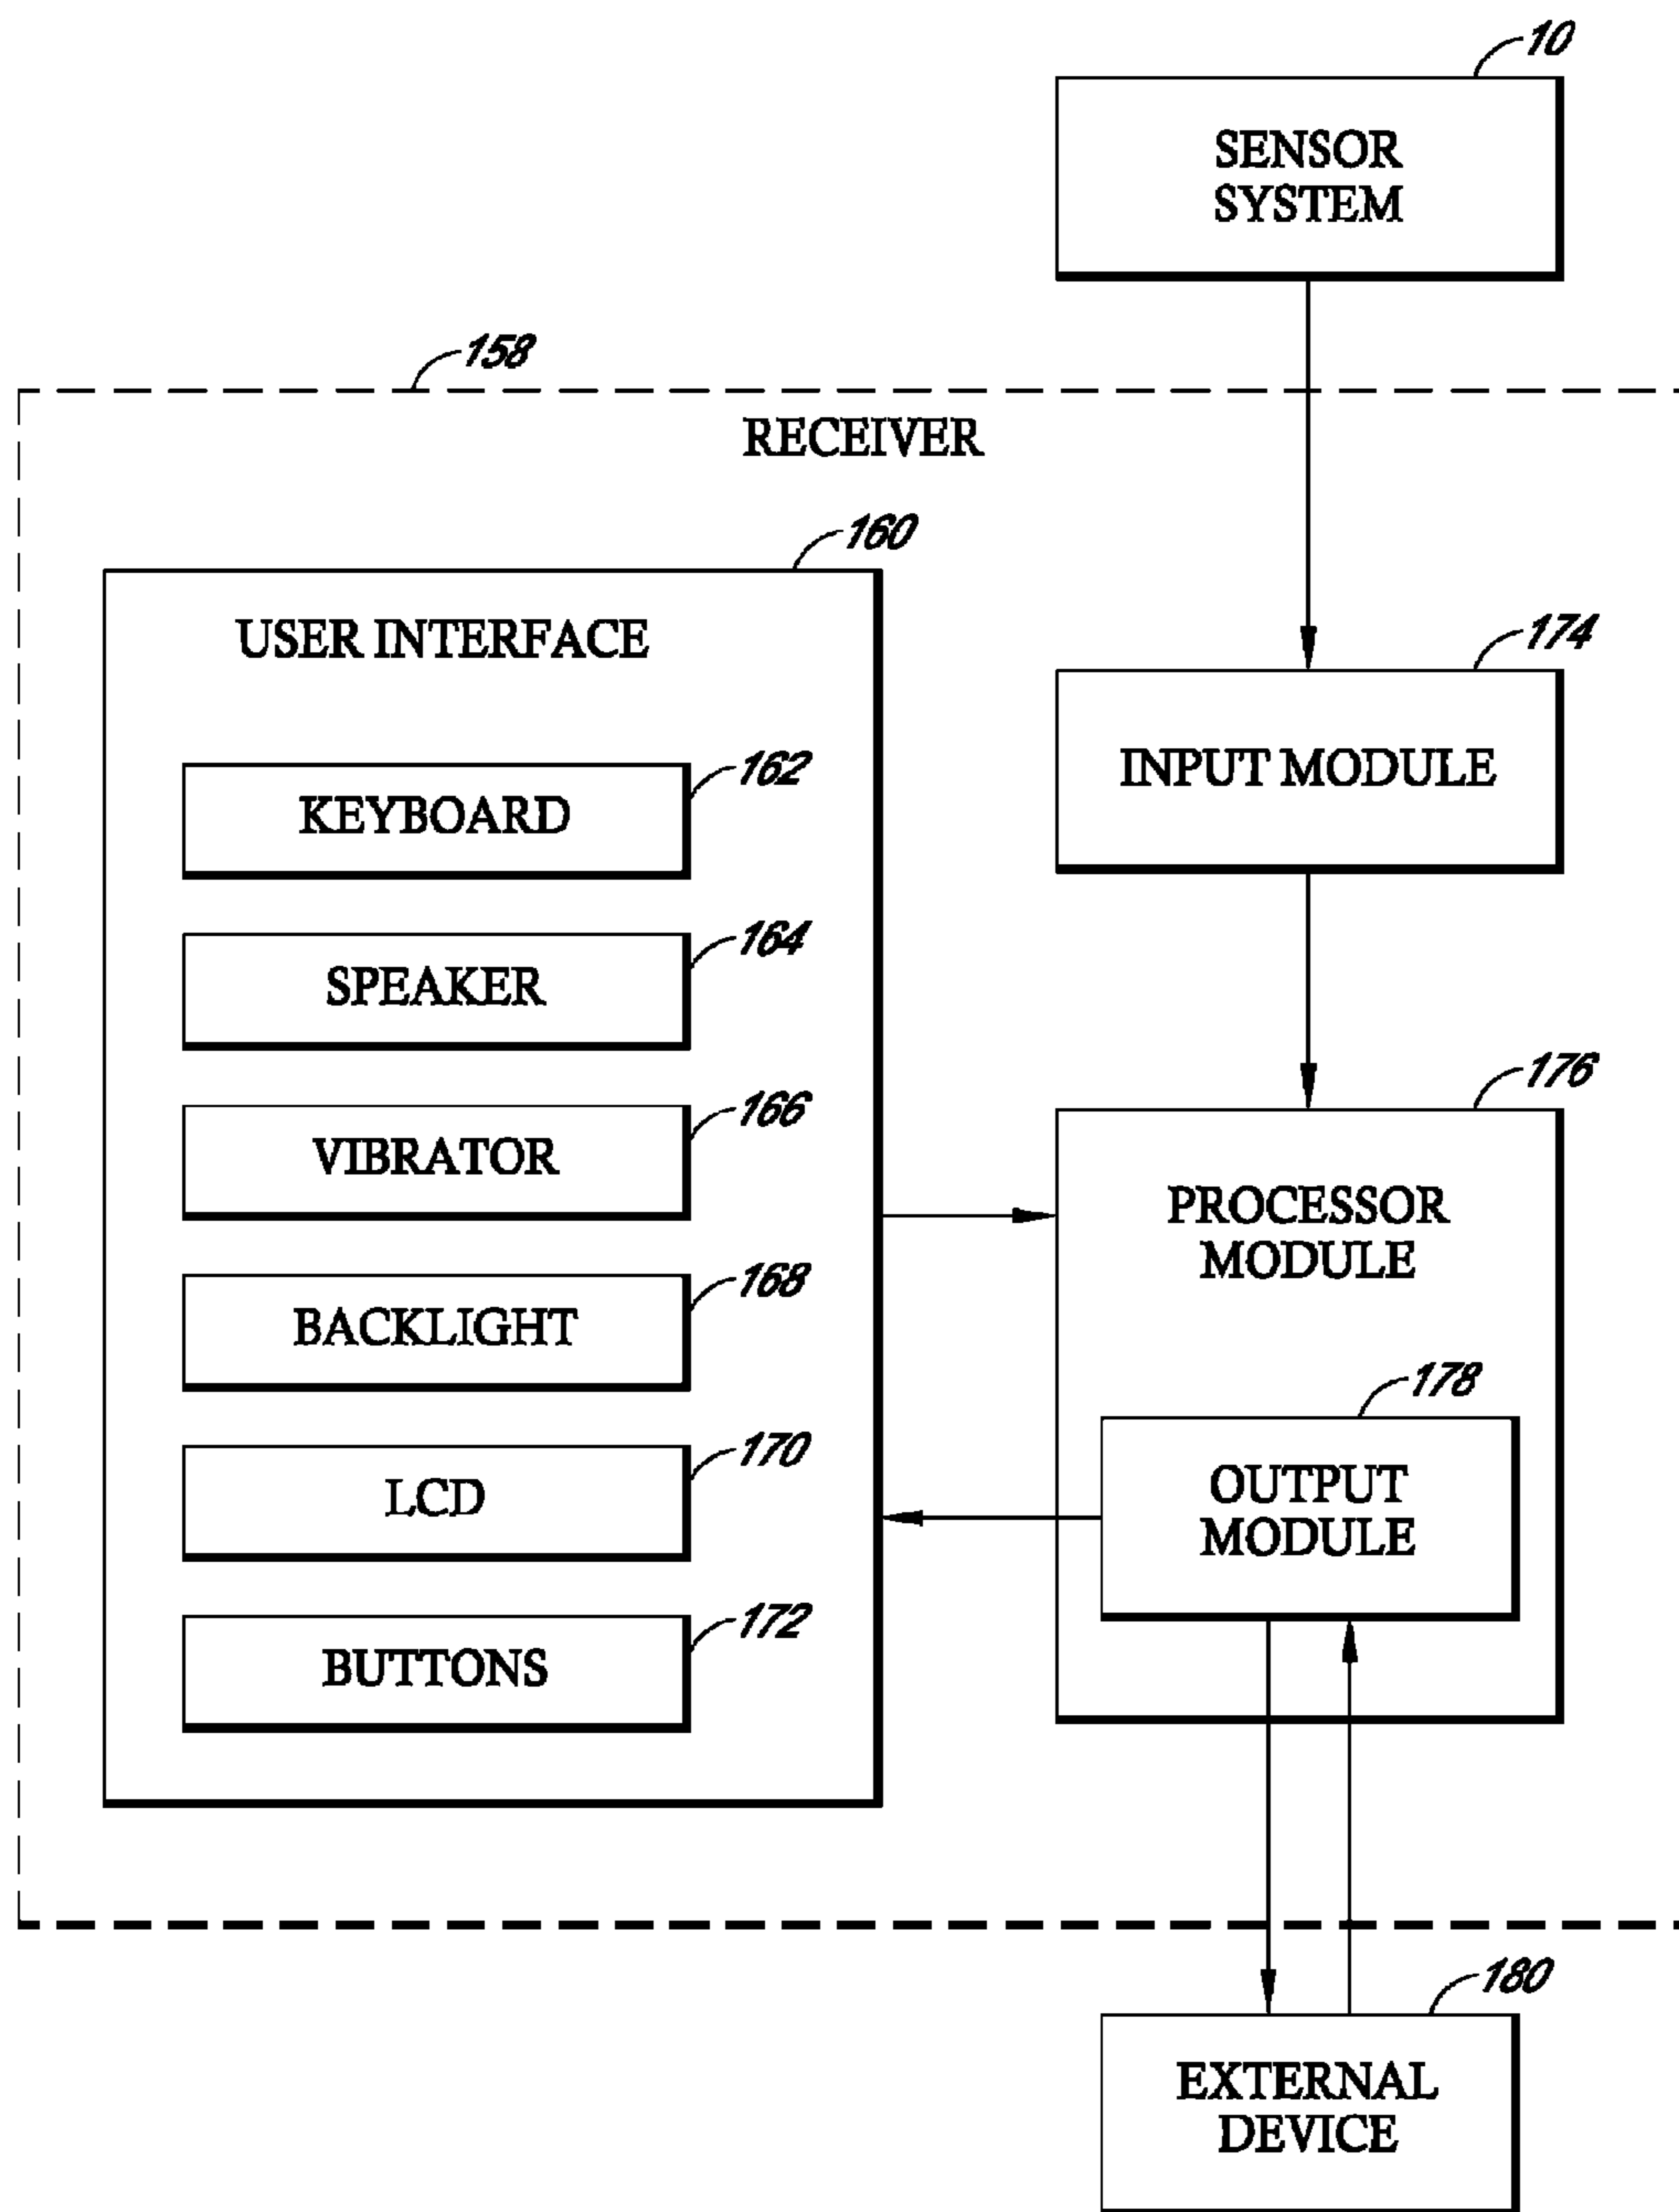 10
SENSOR
SYSTEM
158
RECEIVER
160
USER INTERFACE
174
INPUT MODULE
162
KEYBOARD
164
SPEAKER
166
VIBRATOR
176
PROCESSOR
MODULE
168
BACKLIGHT
178
OUTPUT
MODULE
170
LCD
172
BUTTONS
180
EXTERNAL
DEVICE